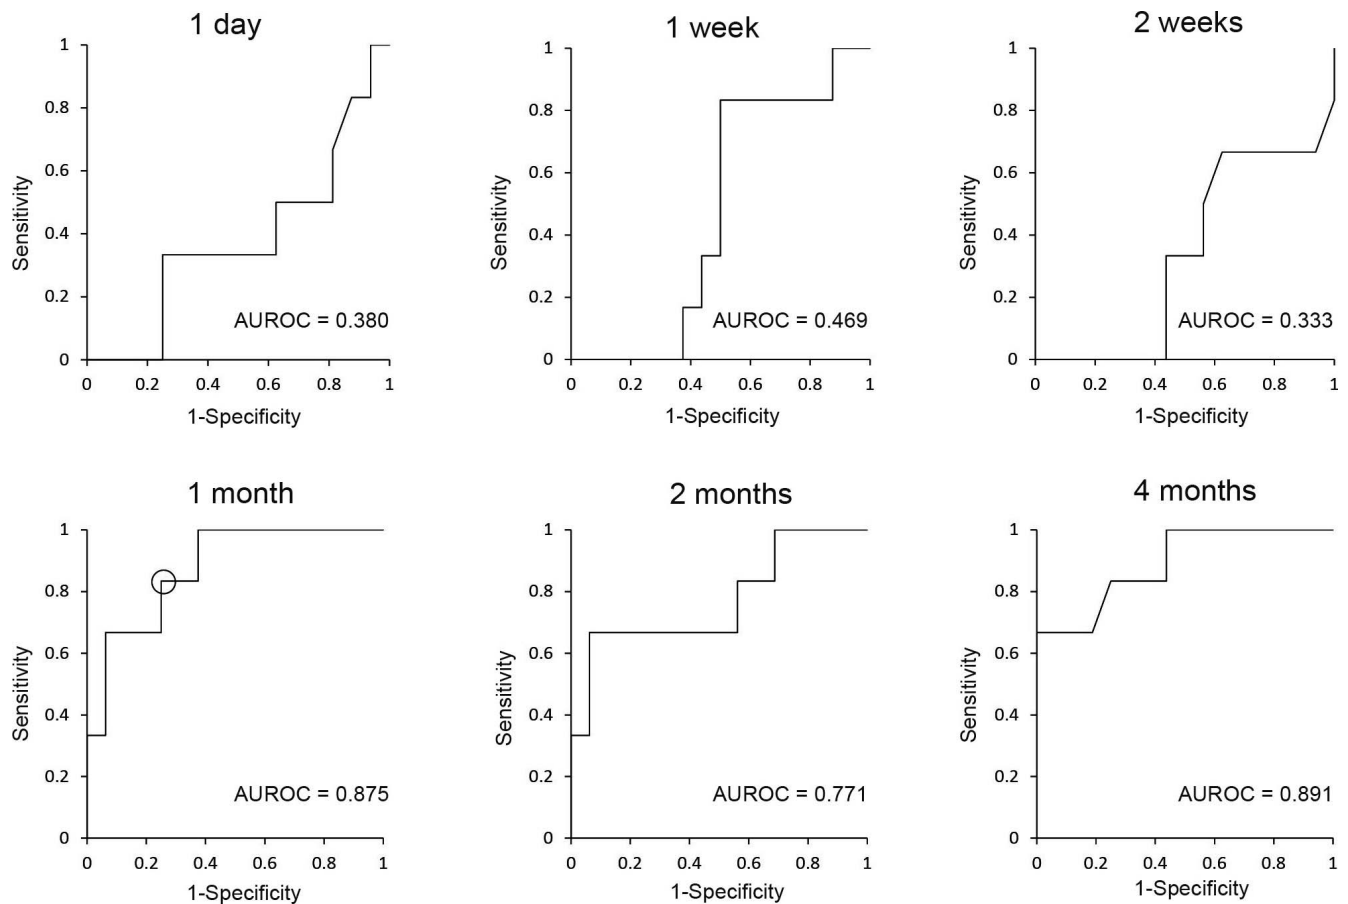 1 day
1
0.8
0.6
0.4
0.2
0
Sensitivity
AUROC = 0.380
0 0.2 0.4 0.6 0.8 1
1-Specificity
1 week
1
0.8
0.6
0.4
0.2
0
Sensitivity
AUROC = 0.469
0 0.2 0.4 0.6 0.8 1
1-Specificity
2 weeks
1
0.8
0.6
0.4
0.2
0
Sensitivity
AUROC = 0.333
0 0.2 0.4 0.6 0.8 1
1-Specificity
1 month
1
0.8
0.6
0.4
0.2
0
Sensitivity
AUROC = 0.875
0 0.2 0.4 0.6 0.8 1
1-Specificity
2 months
1
0.8
0.6
0.4
0.2
0
Sensitivity
AUROC = 0.771
0 0.2 0.4 0.6 0.8 1
1-Specificity
4 months
1
0.8
0.6
0.4
0.2
0
Sensitivity
AUROC = 0.891
0 0.2 0.4 0.6 0.8 1
1-Specificity